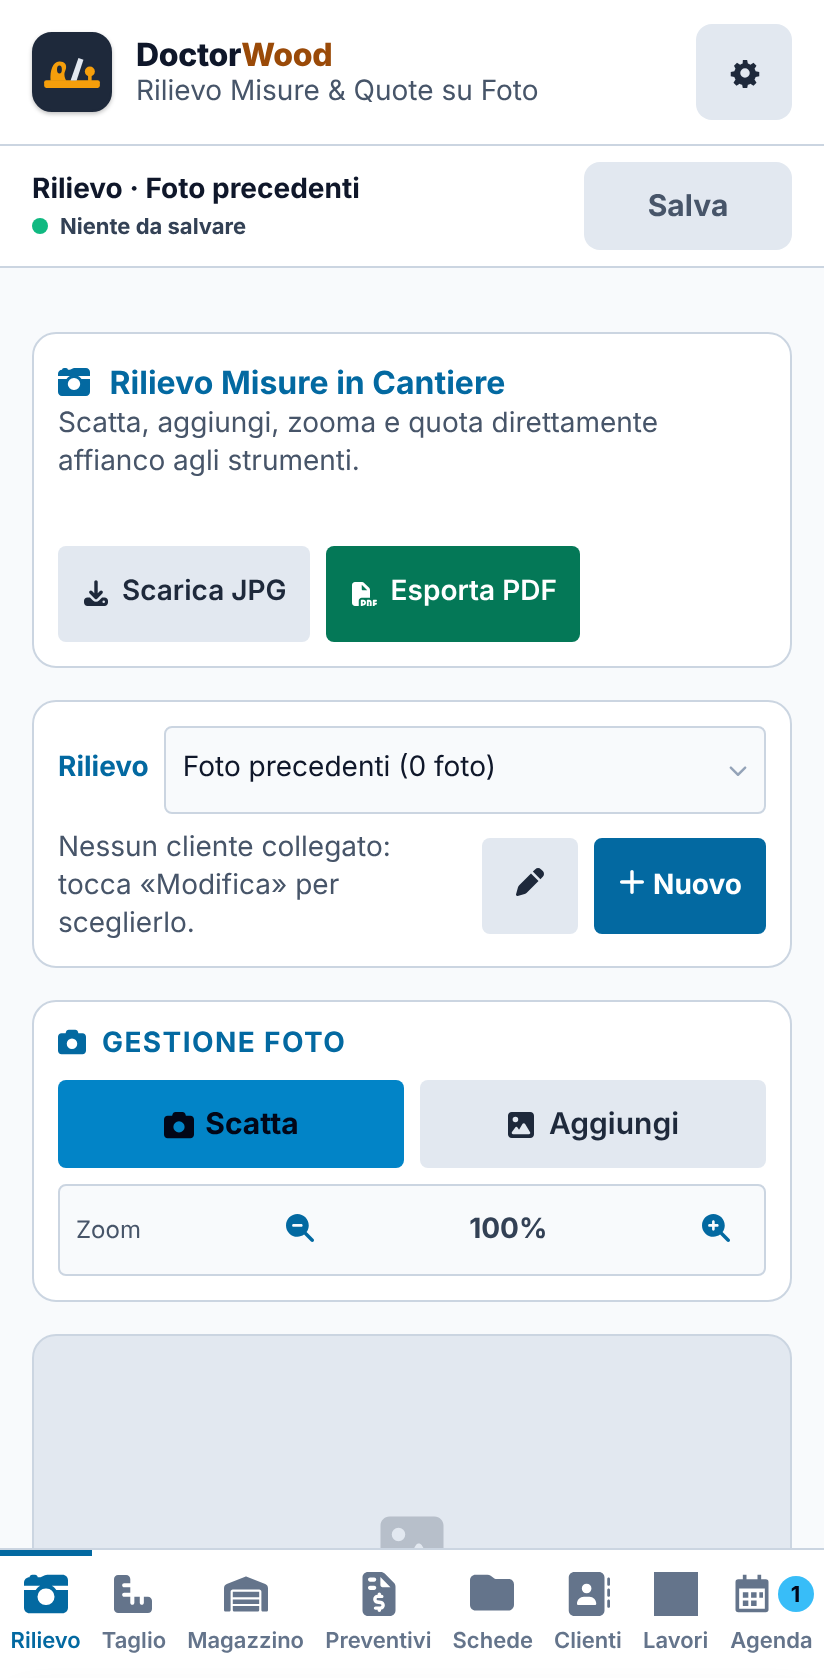 DoctorWood
Rilievo Misure & Quote su Foto
Rilievo · Foto precedenti
Niente da salvare
Salva
Rilievo Misure in Cantiere
Scatta, aggiungi, zooma e quota direttamente
affianco agli strumenti.
Scarica JPG
Esporta PDF
Rilievo
Foto precedenti (0 foto)
Nessun cliente collegato:
tocca «Modifica» per
sceglierlo.
Nuovo
GESTIONE FOTO
Scatta
Aggiungi
Zoom
100%
Rilievo
Taglio
Magazzino
Preventivi
Schede
Clienti
Lavori
Agenda
1